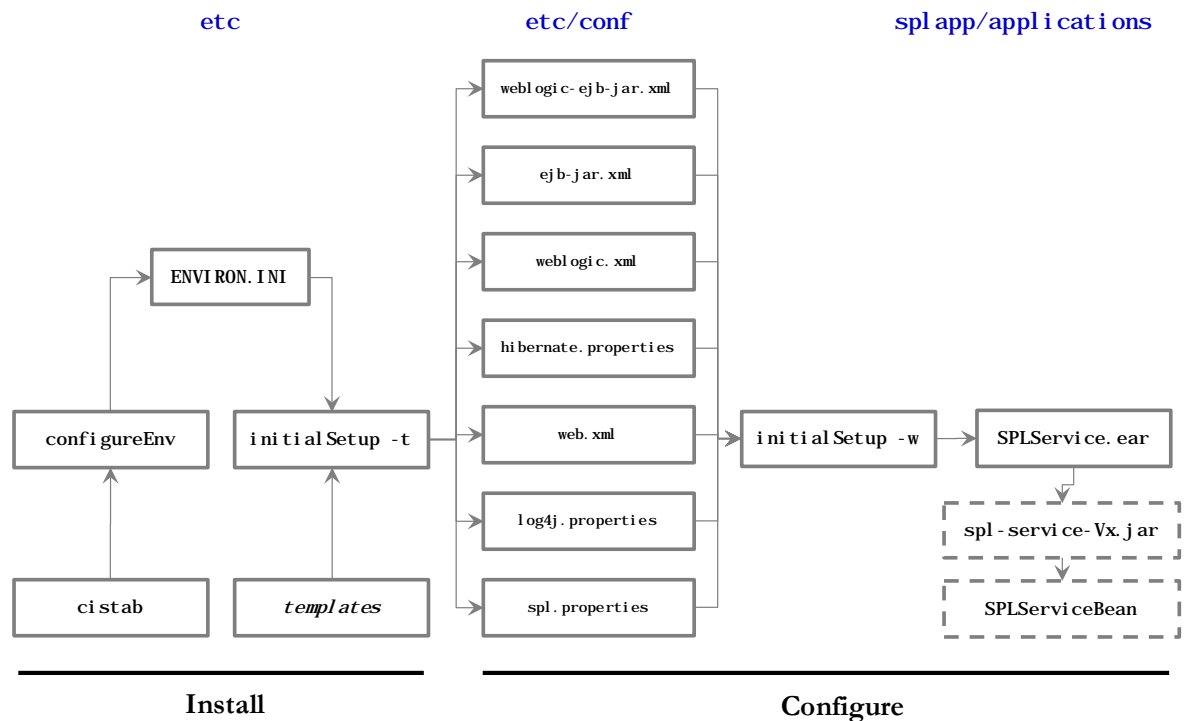 etc
etc/conf
splapp/applications
weblogic-ejb-jar.xml
ejb-jar.xml
weblogic.xml
ENVIRON.INI
hibernate.properties
configureEnv
initialSetup -t
web.xml
initialSetup -w
SPLService.ear
log4j.properties
spl-service-Vx.jar
cistab
templates
spl.properties
SPLServiceBean
Install
Configure